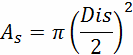 A_s = π(Dis/2)²